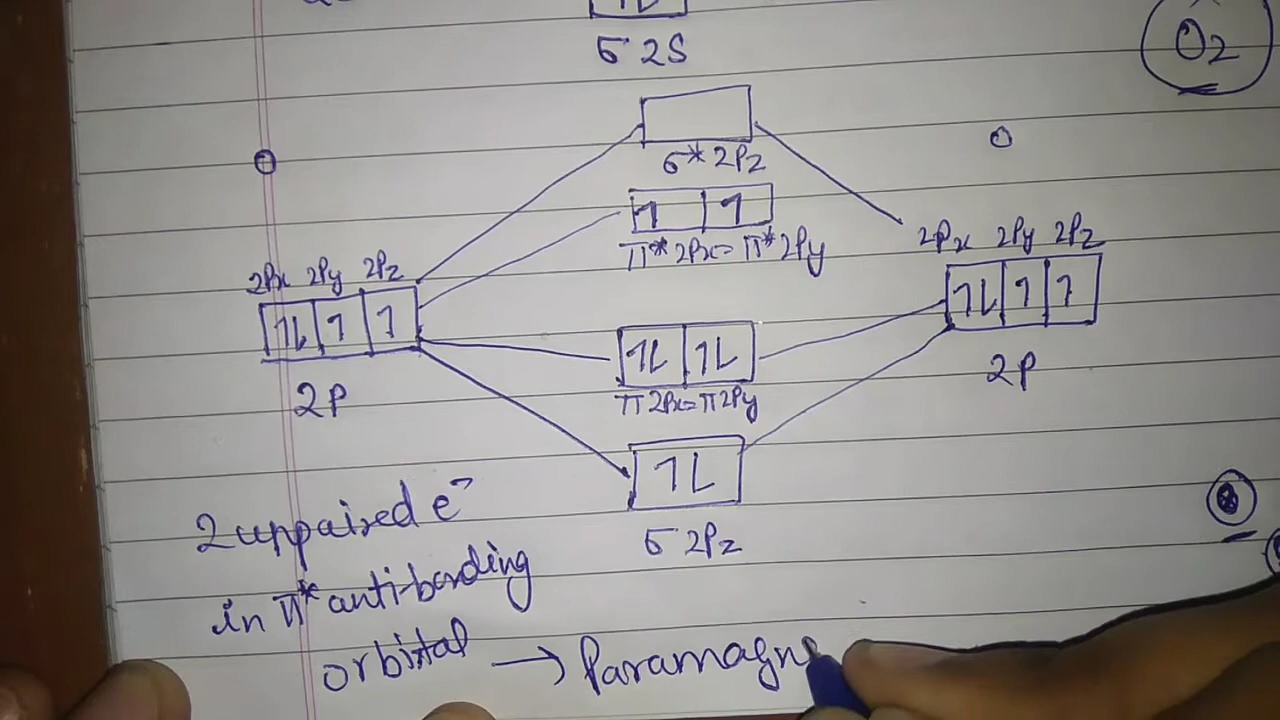 σ 2S
O2
σ* 2Pz
O
O
π* 2Px = π* 2Py
2Px 2Py 2Pz
2Px 2Py 2Pz
2P
2P
π 2Px = π 2Py
σ 2Pz
2 unpaired e⁻
in π* anti-bonding
orbital → Paramagn